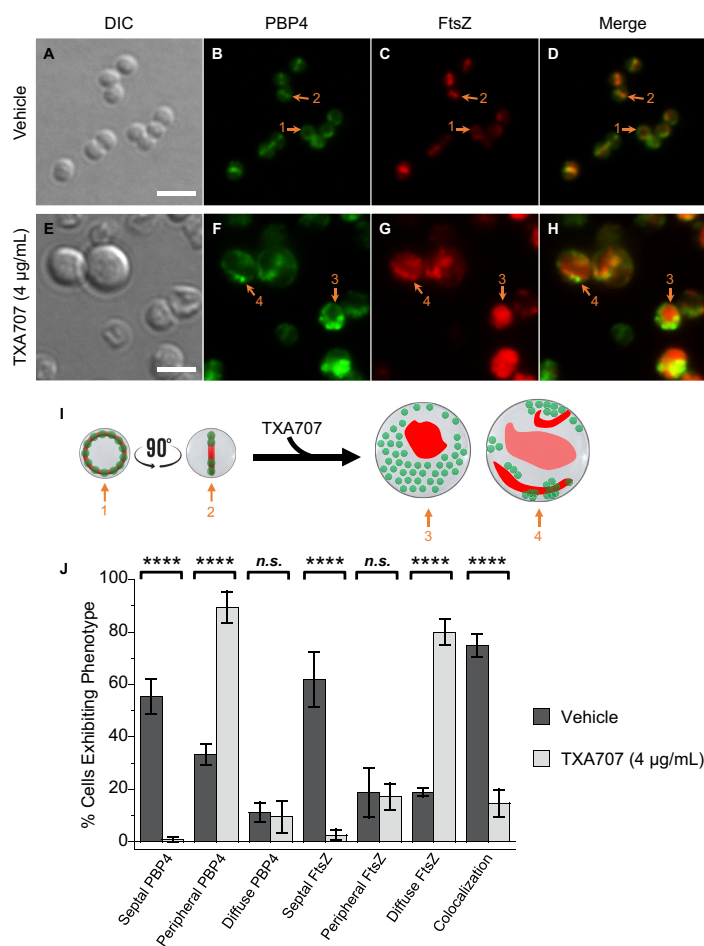 DIC PBP4 FtsZ Merge
Vehicle
A B C D
2 2 2
1 1 1
TXA707 (4 µg/mL)
E F G H
3 3 3
4 4 4
I
90°
TXA707
1 2 3 4
J
**** **** n.s. **** n.s. **** ****
% Cells Exhibiting Phenotype
100
80
60
40
20
0
Vehicle
TXA707 (4 µg/mL)
Septal PBP4
Peripheral PBP4
Diffuse PBP4
Septal FtsZ
Peripheral FtsZ
Diffuse FtsZ
Colocalization